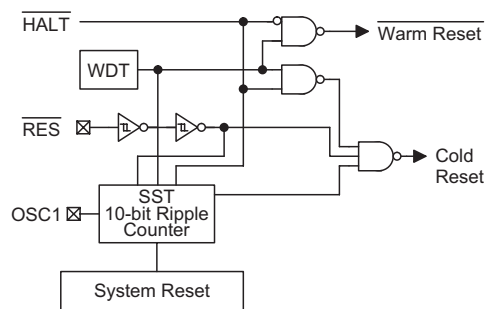 HALT
Warm Reset
WDT
RES
Cold
Reset
SST
OSC1
10-bit Ripple
Counter
System Reset